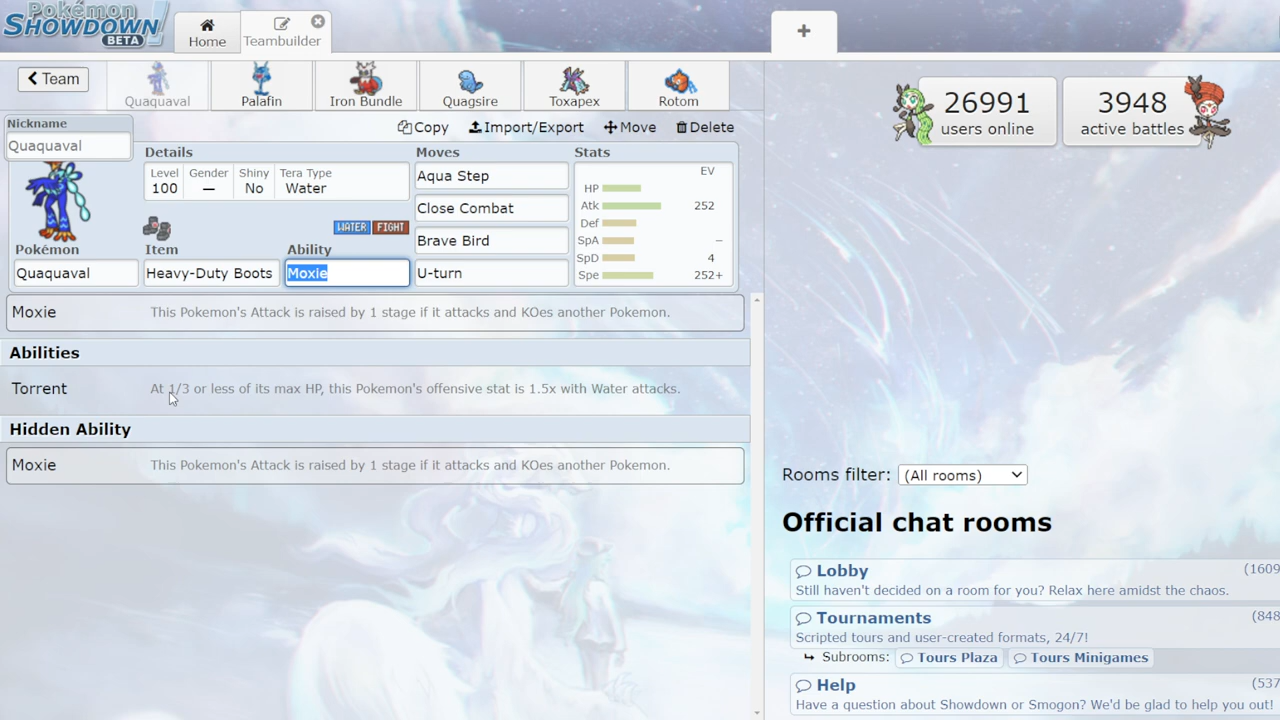 Pokémon
SHOWDOWN!
BETA
Home
Teambuilder
+
Team
Quaquaval
Palafin
Iron Bundle
Quagsire
Toxapex
Rotom
26991
users online
3948
active battles
Copy
Import/Export
Move
Delete
Nickname
Quaquaval
Details
Moves
Stats
Level
100
Gender
—
Shiny
No
Tera Type
Water
Aqua Step
Close Combat
Brave Bird
U-turn
EV
HP
Atk 252
Def
SpA –
SpD 4
Spe 252+
WATER FIGHT
Pokémon
Item
Ability
Quaquaval
Heavy-Duty Boots
Moxie
Moxie This Pokemon's Attack is raised by 1 stage if it attacks and KOes another Pokemon.
Abilities
Torrent At 1/3 or less of its max HP, this Pokemon's offensive stat is 1.5x with Water attacks.
Hidden Ability
Moxie This Pokemon's Attack is raised by 1 stage if it attacks and KOes another Pokemon.
Rooms filter: (All rooms)
Official chat rooms
Lobby (1609
Still haven't decided on a room for you? Relax here amidst the chaos.
Tournaments (848
Scripted tours and user-created formats, 24/7!
Subrooms: Tours Plaza Tours Minigames
Help (537
Have a question about Showdown or Smogon? We'd be glad to help you out!